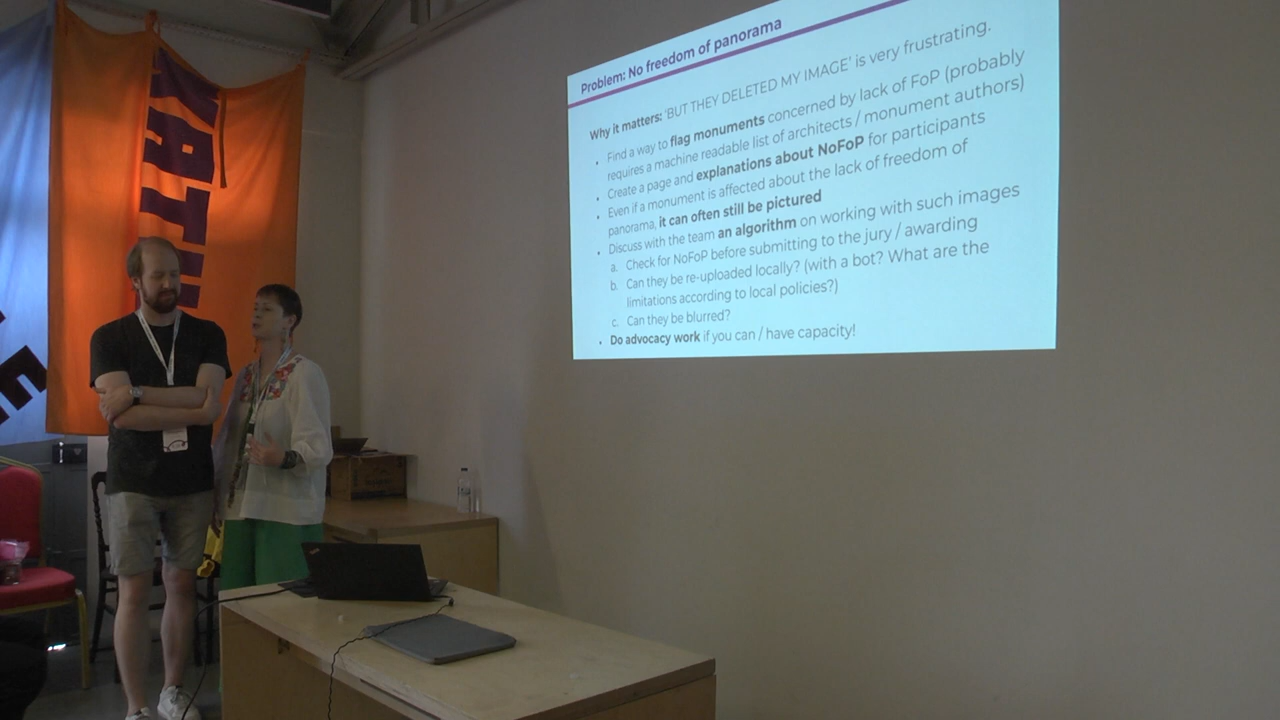 Problem: No freedom of panorama
Why it matters: 'BUT THEY DELETED MY IMAGE' is very frustrating.
• Find a way to flag monuments concerned by lack of FoP (probably
requires a machine readable list of architects / monument authors)
• Create a page and explanations about NoFoP for participants
• Even if a monument is affected about the lack of freedom of
panorama, it can often still be pictured
• Discuss with the team an algorithm on working with such images
a. Check for NoFoP before submitting to the jury / awarding
b. Can they be re-uploaded locally? (with a bot? What are the
limitations according to local policies?)
c. Can they be blurred?
• Do advocacy work if you can / have capacity!